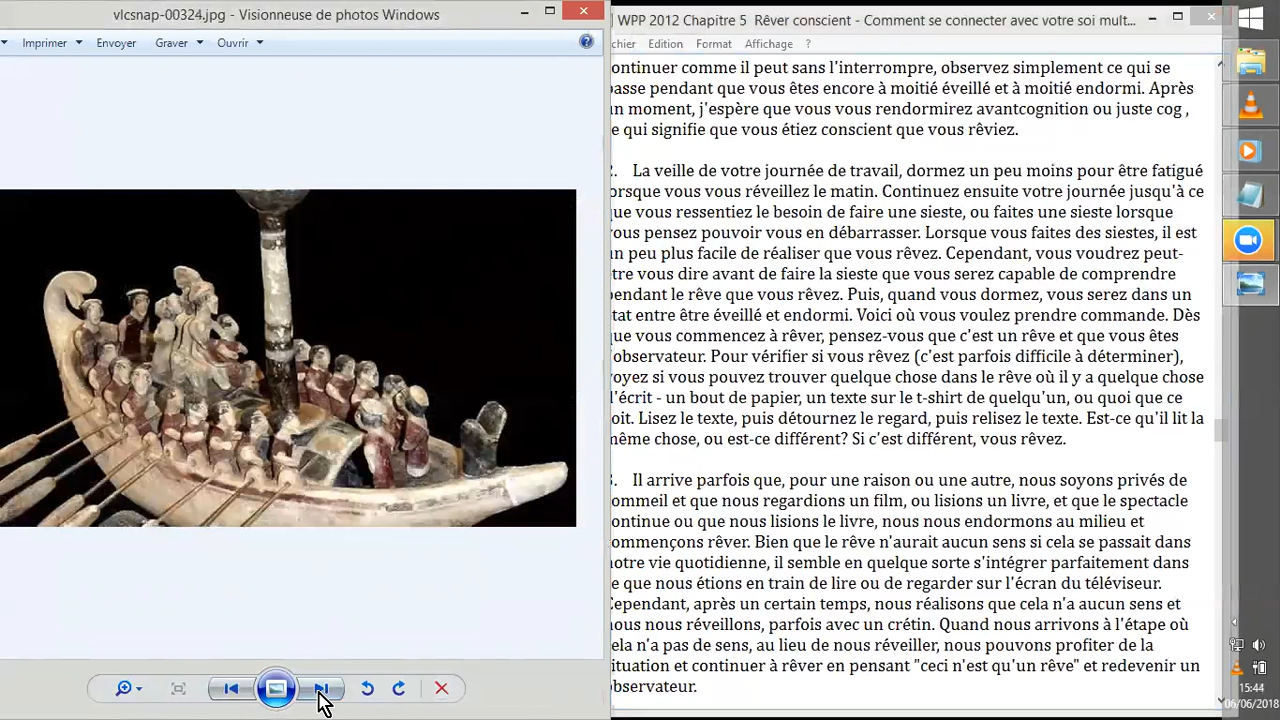 vlcsnap-00324.jpg - Visionneuse de photos Windows
Imprimer Envoyer Graver Ouvrir
WPP 2012 Chapitre 5 Rêver conscient - Comment se connecter avec votre soi mult...
chier Edition Format Affichage ?
ontinuer comme il peut sans l'interrompre, observez simplement ce qui se
passe pendant que vous êtes encore à moitié éveillé et à moitié endormi. Après
un moment, j'espère que vous vous rendormirez avantcognition ou juste cog ,
e qui signifie que vous étiez conscient que vous rêviez.
2. La veille de votre journée de travail, dormez un peu moins pour être fatigué
orsque vous vous réveillez le matin. Continuez ensuite votre journée jusqu'à ce
que vous ressentiez le besoin de faire une sieste, ou faites une sieste lorsque
vous pensez pouvoir vous en débarrasser. Lorsque vous faites des siestes, il est
un peu plus facile de réaliser que vous rêvez. Cependant, vous voudrez peut-
tre vous dire avant de faire la sieste que vous serez capable de comprendre
pendant le rêve que vous rêvez. Puis, quand vous dormez, vous serez dans un
tat entre être éveillé et endormi. Voici où vous voulez prendre commande. Dès
que vous commencez à rêver, pensez-vous que c'est un rêve et que vous êtes
'observateur. Pour vérifier si vous rêvez (c'est parfois difficile à déterminer),
voyez si vous pouvez trouver quelque chose dans le rêve où il y a quelque chose
l'écrit - un bout de papier, un texte sur le t-shirt de quelqu'un, ou quoi que ce
oit. Lisez le texte, puis détournez le regard, puis relisez le texte. Est-ce qu'il lit la
même chose, ou est-ce différent? Si c'est différent, vous rêvez.
3. Il arrive parfois que, pour une raison ou une autre, nous soyons privés de
ommeil et que nous regardions un film, ou lisions un livre, et que le spectacle
ontinue ou que nous lisions le livre, nous nous endormons au milieu et
ommençons rêver. Bien que le rêve n'aurait aucun sens si cela se passait dans
notre vie quotidienne, il semble en quelque sorte s'intégrer parfaitement dans
e que nous étions en train de lire ou de regarder sur l'écran du téléviseur.
Cependant, après un certain temps, nous réalisons que cela n'a aucun sens et
nous nous réveillons, parfois avec un crétin. Quand nous arrivons à l'étape où
ela n'a pas de sens, au lieu de nous réveiller, nous pouvons profiter de la
ituation et continuer à rêver en pensant "ceci n'est qu'un rêve" et redevenir un
observateur.
15:44
06/06/2018